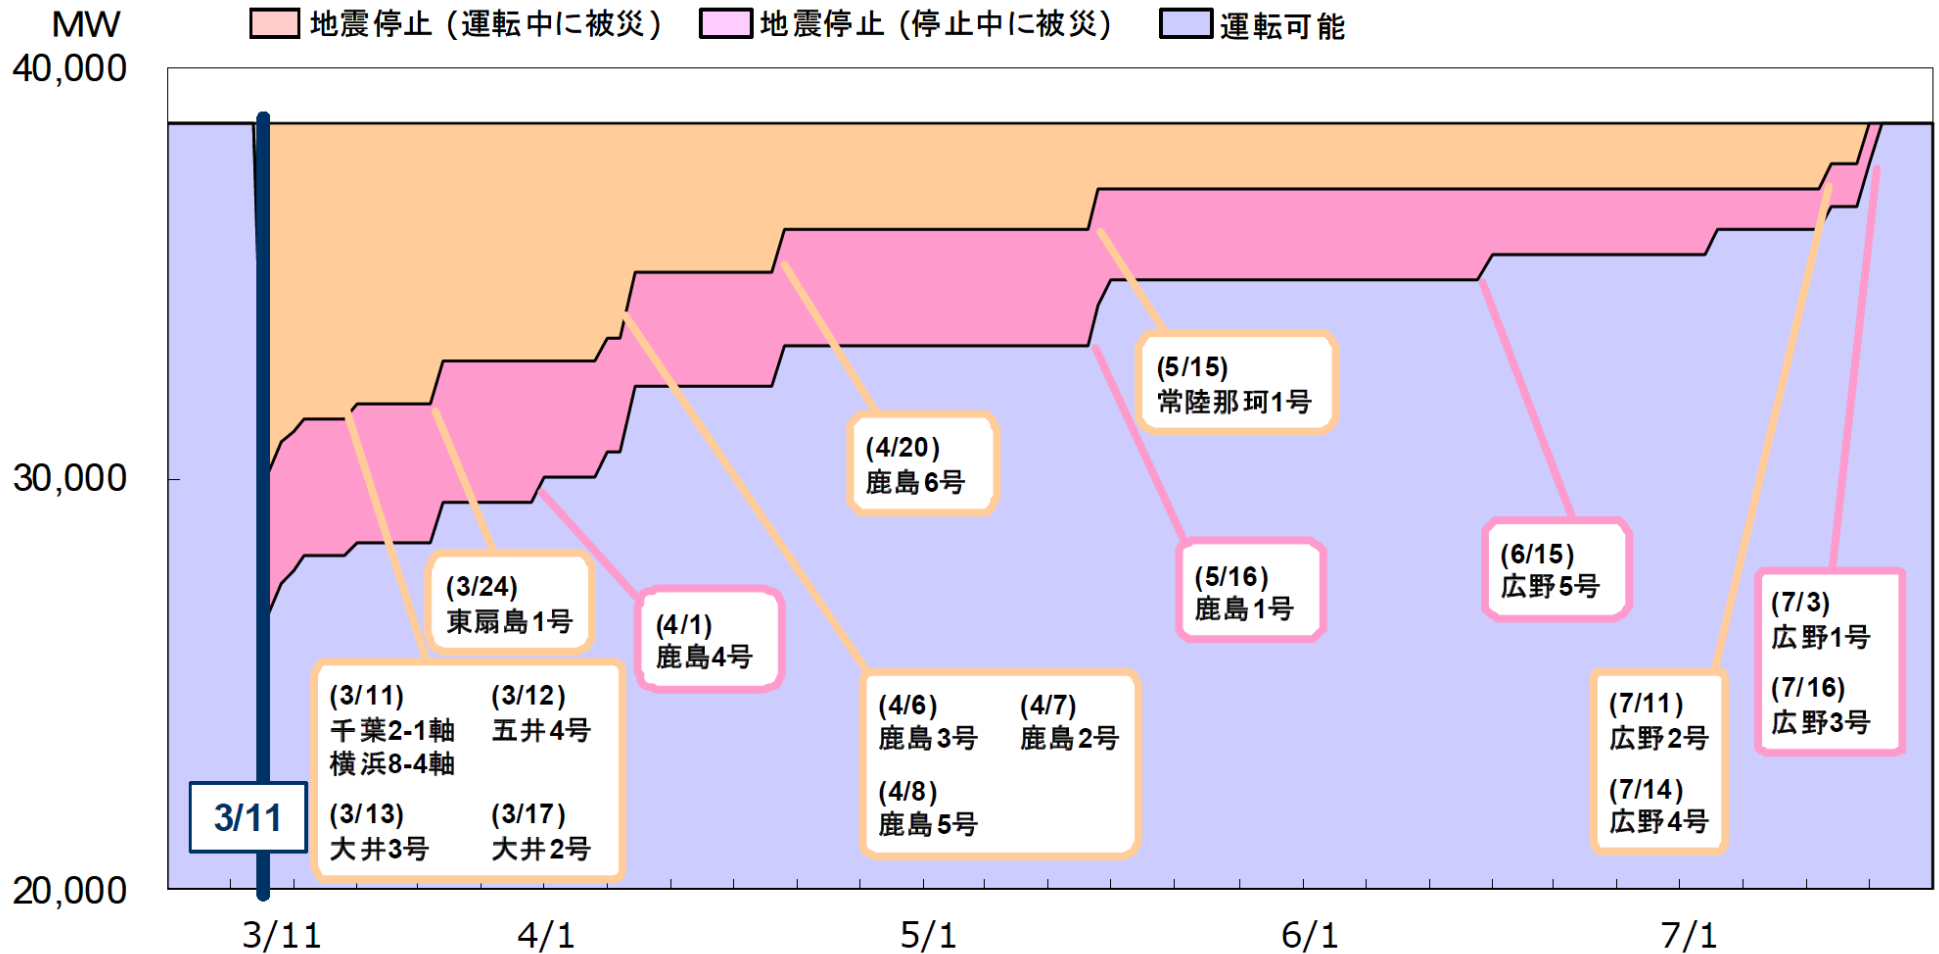 MW
地震停止 (運転中に被災)
地震停止 (停止中に被災)
運転可能
40,000
30,000
20,000
(5/15)
常陸那珂1号
(4/20)
鹿島6号
(3/24)
東扇島1号
(4/1)
鹿島4号
(5/16)
鹿島1号
(6/15)
広野5号
(7/3)
広野1号
(7/16)
広野3号
(3/11)
千葉2-1軸
横浜8-4軸
(3/12)
五井4号
(3/13)
大井3号
(3/17)
大井2号
(4/6)
鹿島3号
(4/7)
鹿島2号
(4/8)
鹿島5号
(7/11)
広野2号
(7/14)
広野4号
3/11
3/11
4/1
5/1
6/1
7/1